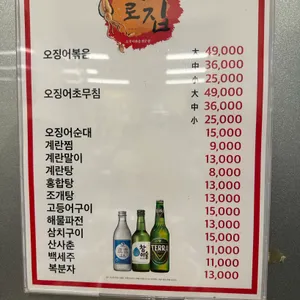 로집
오징어볶음 大 49,000
中 36,000
小 25,000
오징어초무침 大 49,000
中 36,000
小 25,000
오징어순대 15,000
계란찜 9,000
계란말이 13,000
계란탕 8,000
홍합탕 13,000
조개탕 13,000
고등어구이 15,000
해물파전 13,000
삼치구이 15,000
산사춘 11,000
백세주 11,000
복분자 13,000
TERRA